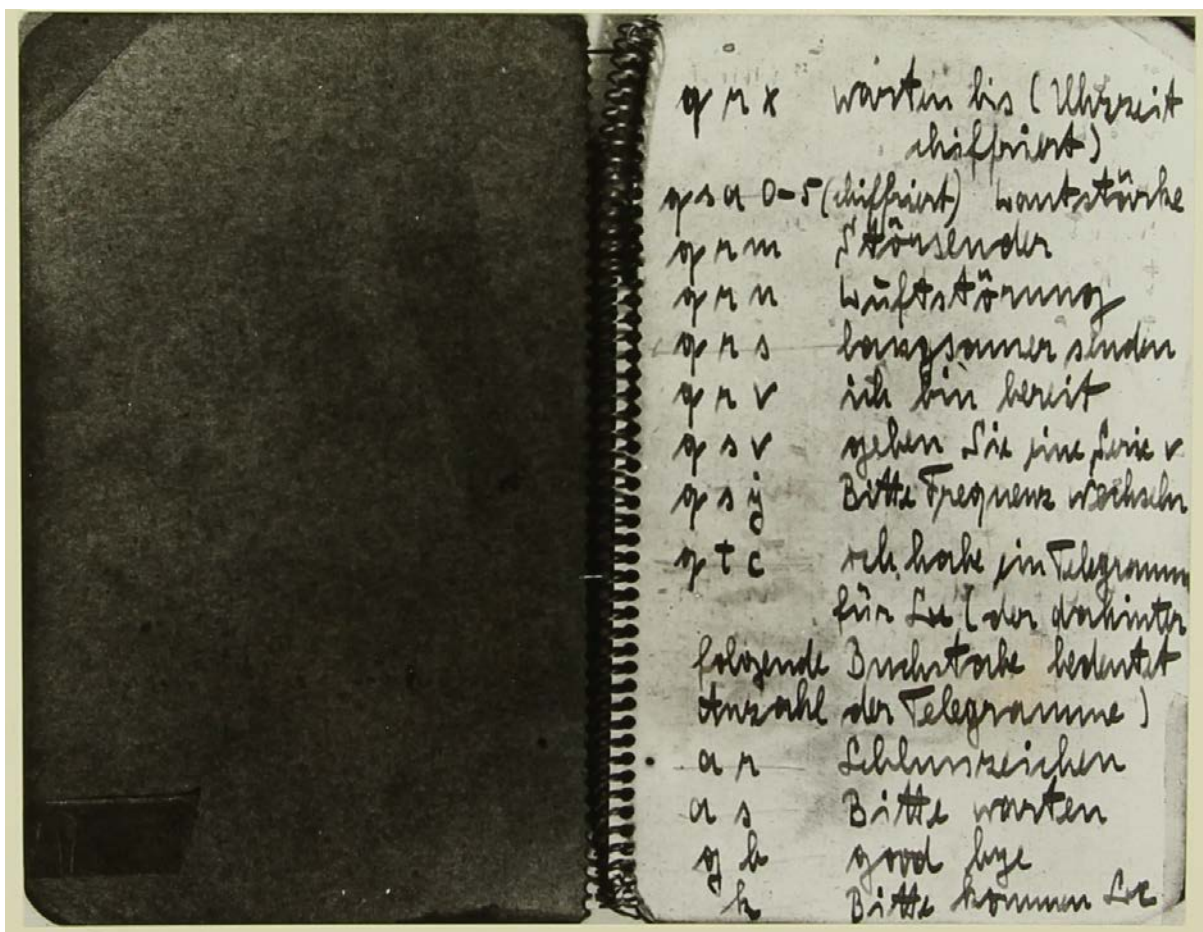 q r x warten bis (Uhrzeit
chiffriert)
q s a 0-5 (chiffriert) Lautstärke
q r m Störsender
q r n Luftstörung
q r s langsamer senden
q r v ich bin bereit
q s v geben Sie eine Serie v
q s y Bitte Frequenz wechseln
q t c ich habe ein Telegramm
für Sie (der dahinter
folgende Buchstabe bedeutet
Anzahl der Telegramme)
a r Schlusszeichen
a s Bitte warten
g b good bye
k Bitte kommen Sie